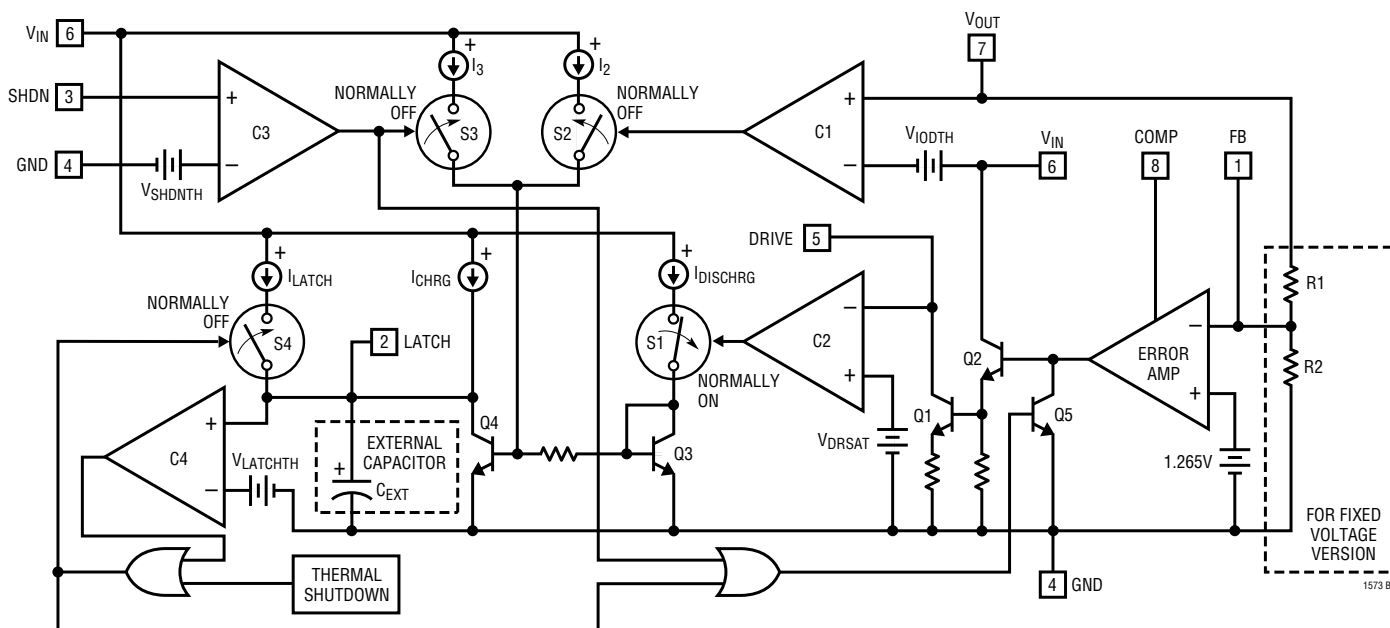 VIN 6
SHDN 3
GND 4
VSHDNTH
+
−
C3
NORMALLY
OFF
+
I3
S3
+
I2
S2
NORMALLY
OFF
C1
+
−
VOUT
7
VIODTH
VIN
6
COMP
8
FB
1
DRIVE 5
+
ILATCH
NORMALLY
OFF
S4
+
ICHRG
2 LATCH
+
IDISCHRG
S1
NORMALLY
ON
C2
−
+
VDRSAT
Q2
Q1
Q5
ERROR
AMP
−
+
1.265V
R1
R2
C4
+
−
VLATCHTH
EXTERNAL
CAPACITOR
+
CEXT
Q4
Q3
THERMAL
SHUTDOWN
4 GND
FOR FIXED
VOLTAGE
VERSION
1573 B